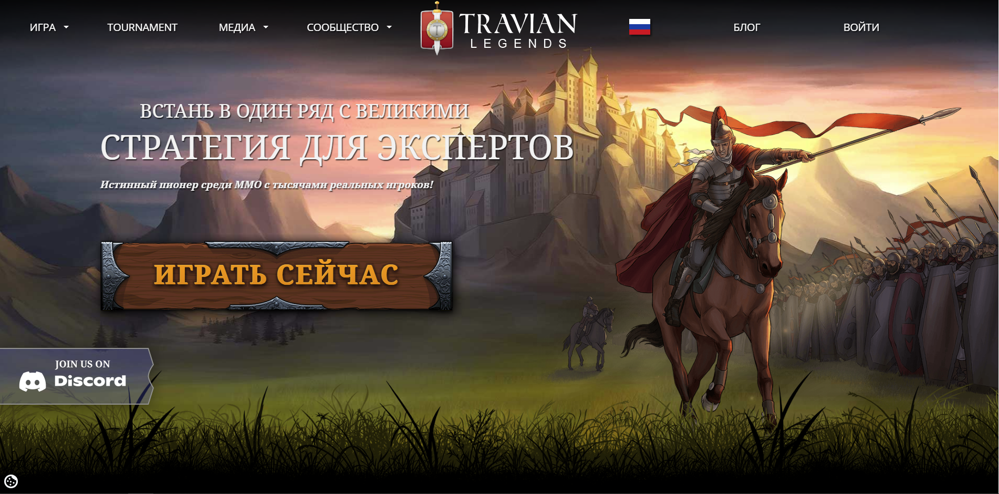 ИГРА
TOURNAMENT
МЕДИА
СООБЩЕСТВО
T
TRAVIAN
LEGENDS
БЛОГ
ВОЙТИ
ВСТАНЬ В ОДИН РЯД С ВЕЛИКИМИ
СТРАТЕГИЯ ДЛЯ ЭКСПЕРТОВ
Истинный пионер среди ММО с тысячами реальных игроков!
ИГРАТЬ СЕЙЧАС
JOIN US ON
Discord